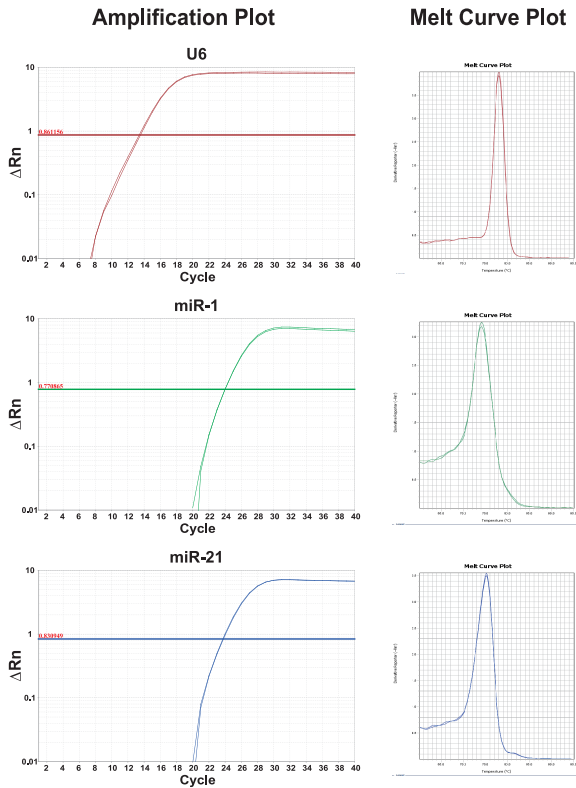 Amplification Plot
Melt Curve Plot
U6
Melt Curve Plot
10
1
0.861156
0.1
0.01
ΔRn
2 4 6 8 10 12 14 16 18 20 22 24 26 28 30 32 34 36 38 40
Cycle
Temperature (°C)
miR-1
Melt Curve Plot
10
1
0.770865
0.1
0.01
ΔRn
2 4 6 8 10 12 14 16 18 20 22 24 26 28 30 32 34 36 38 40
Cycle
Temperature (°C)
miR-21
Melt Curve Plot
10
1
0.830949
0.1
0.01
ΔRn
2 4 6 8 10 12 14 16 18 20 22 24 26 28 30 32 34 36 38 40
Cycle
Temperature (°C)